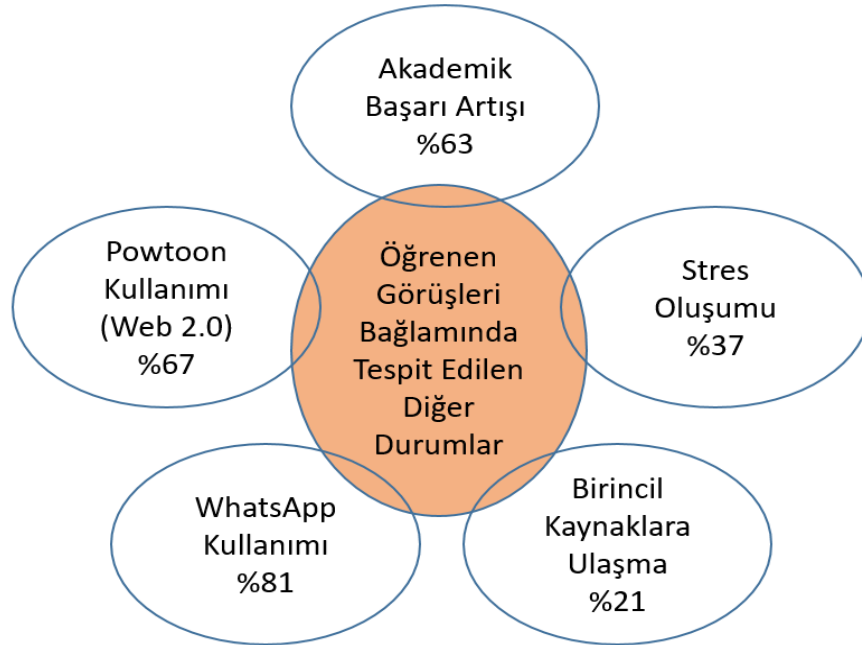 Akademik
Başarı Artışı
%63
Powtoon
Kullanımı
(Web 2.0)
%67
Öğrenen
Görüşleri
Bağlamında
Tespit Edilen
Diğer
Durumlar
Stres
Oluşumu
%37
WhatsApp
Kullanımı
%81
Birincil
Kaynaklara
Ulaşma
%21